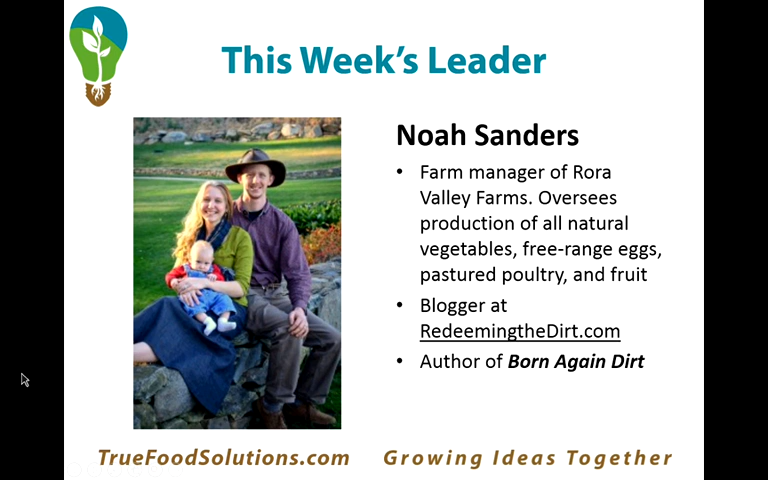 This Week's Leader
Noah Sanders
• Farm manager of Rora
Valley Farms. Oversees
production of all natural
vegetables, free-range eggs,
pastured poultry, and fruit
• Blogger at
RedeemingtheDirt.com
• Author of Born Again Dirt
TrueFoodSolutions.com Growing Ideas Together